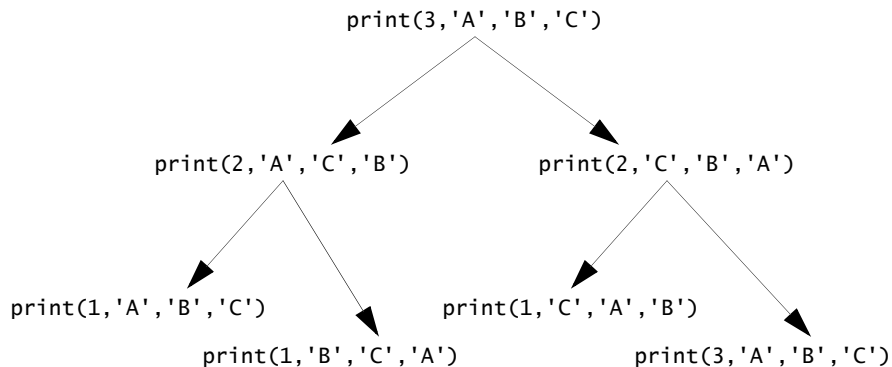 print(3,'A','B','C')
print(2,'A','C','B')
print(2,'C','B','A')
print(1,'A','B','C')
print(1,'C','A','B')
print(1,'B','C','A')
print(3,'A','B','C')